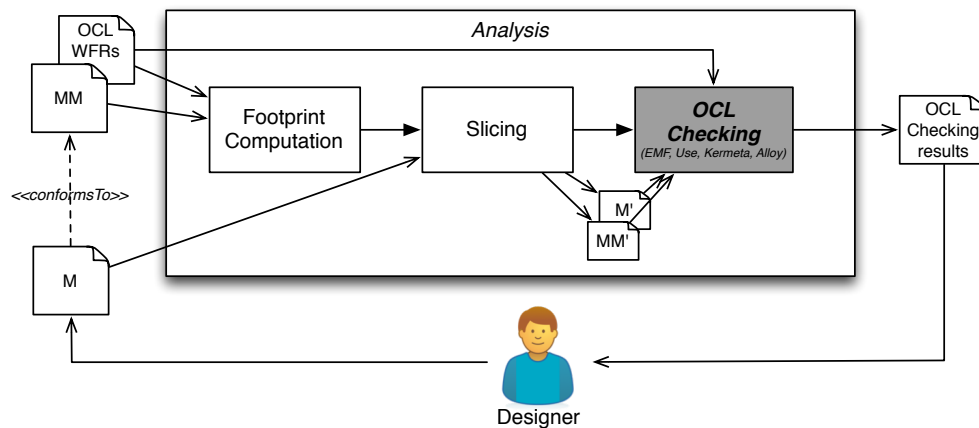 Analysis
OCL
WFRs
MM
Footprint
Computation
Slicing
OCL
Checking
(EMF, Use, Kermeta, Alloy)
OCL
Checking
results
<<conformsTo>>
M'
MM'
M
Designer